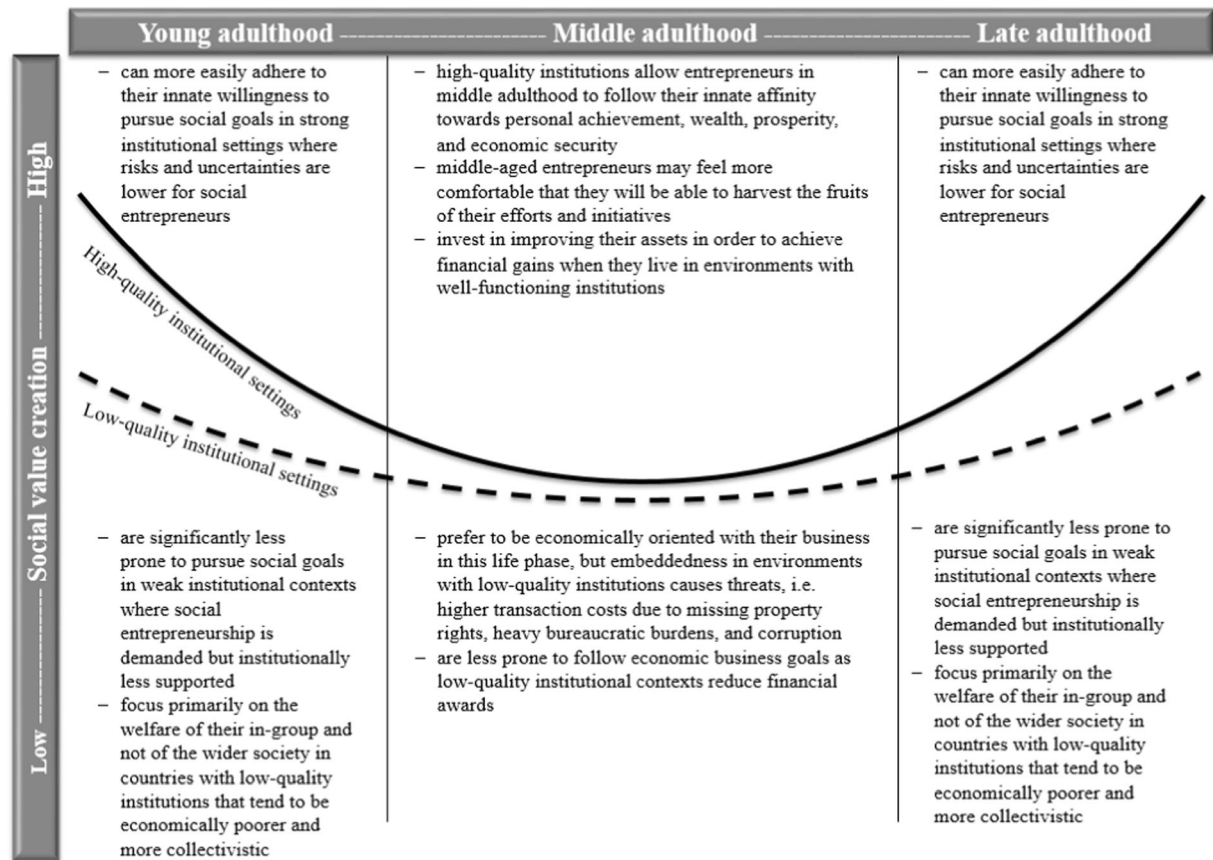 Young adulthood ---------------------------- Middle adulthood ---------------------------- Late adulthood
Low ---------- Social value creation ---------- High
– can more easily adhere to
their innate willingness to
pursue social goals in strong
institutional settings where
risks and uncertainties are
lower for social
entrepreneurs
– high-quality institutions allow entrepreneurs in
middle adulthood to follow their innate affinity
towards personal achievement, wealth, prosperity,
and economic security
– middle-aged entrepreneurs may feel more
comfortable that they will be able to harvest the fruits
of their efforts and initiatives
– invest in improving their assets in order to achieve
financial gains when they live in environments with
well-functioning institutions
– can more easily adhere to
their innate willingness to
pursue social goals in strong
institutional settings where
risks and uncertainties are
lower for social
entrepreneurs
High-quality institutional settings
Low-quality institutional settings
– are significantly less
prone to pursue social goals
in weak institutional contexts
where social
entrepreneurship is
demanded but institutionally
less supported
– focus primarily on the
welfare of their in-group and
not of the wider society in
countries with low-quality
institutions that tend to be
economically poorer and
more collectivistic
– prefer to be economically oriented with their business
in this life phase, but embeddedness in environments
with low-quality institutions causes threats, i.e.
higher transaction costs due to missing property
rights, heavy bureaucratic burdens, and corruption
– are less prone to follow economic business goals as
low-quality institutional contexts reduce financial
awards
– are significantly less prone to
pursue social goals in weak
institutional contexts where
social entrepreneurship is
demanded but institutionally
less supported
– focus primarily on the
welfare of their in-group and
not of the wider society in
countries with low-quality
institutions that tend to be
economically poorer and
more collectivistic